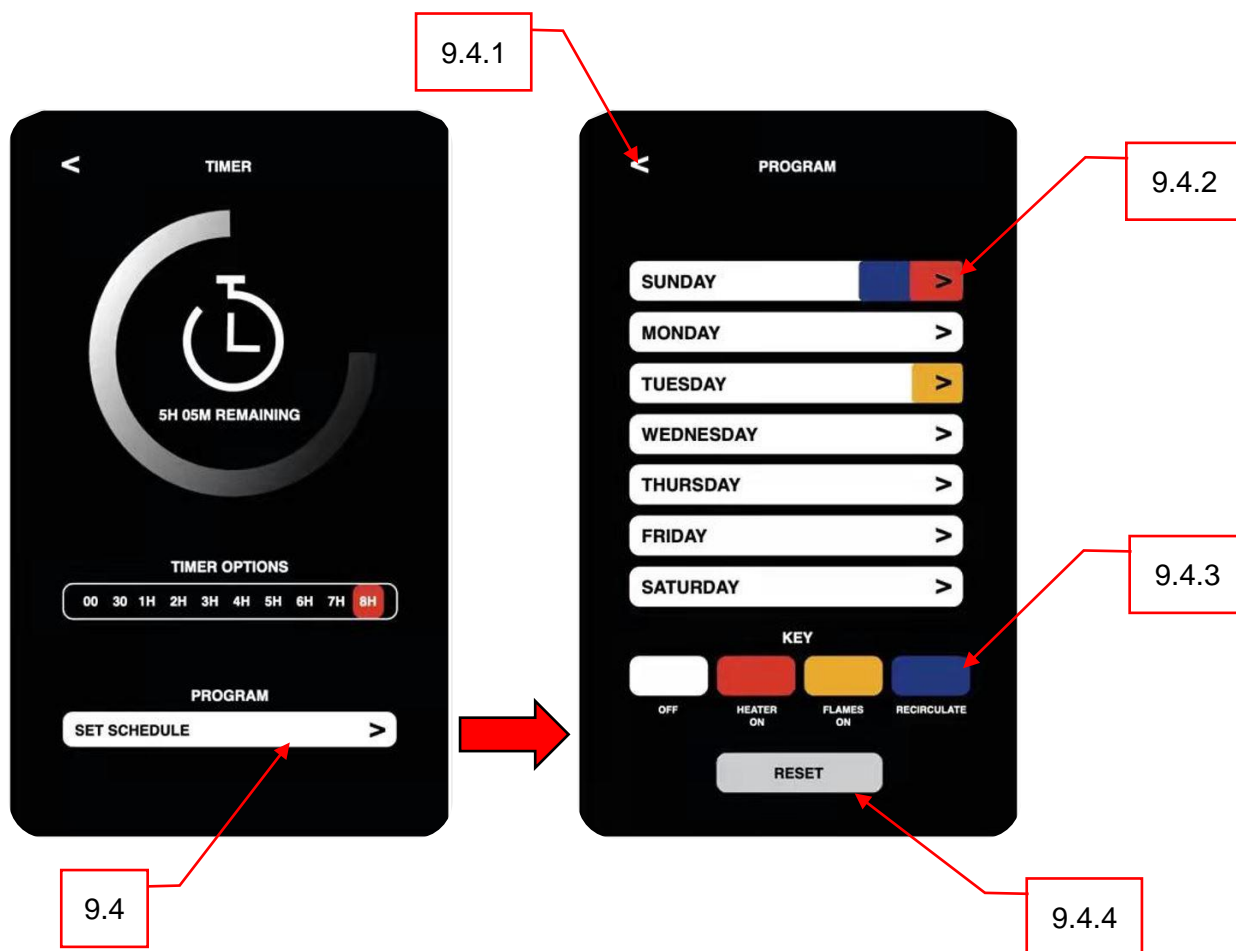 9.4.1
< TIMER
5H 05M REMAINING
TIMER OPTIONS
00 30 1H 2H 3H 4H 5H 6H 7H 8H
PROGRAM
SET SCHEDULE >
9.4
< PROGRAM
9.4.2
SUNDAY >
MONDAY >
TUESDAY >
WEDNESDAY >
THURSDAY >
FRIDAY >
SATURDAY >
9.4.3
KEY
OFF HEATER FLAMES RECIRCULATE
ON ON
RESET
9.4.4